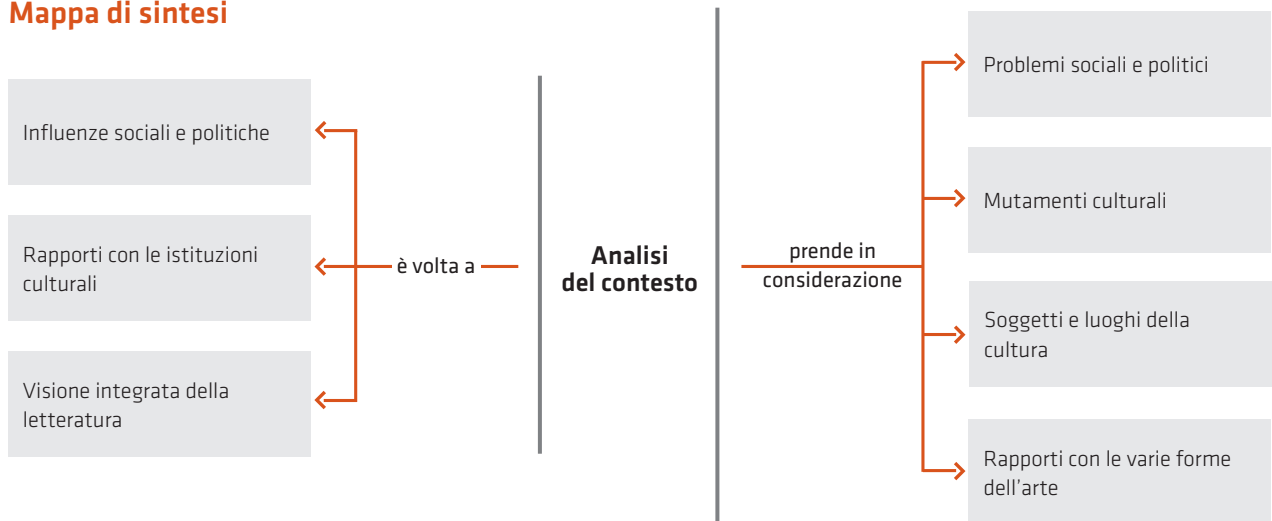 Mappa di sintesi
Influenze sociali e politiche
Rapporti con le istituzioni
culturali
Visione integrata della
letteratura
è volta a
Analisi
del contesto
prende in
considerazione
Problemi sociali e politici
Mutamenti culturali
Soggetti e luoghi della
cultura
Rapporti con le varie forme
dell’arte